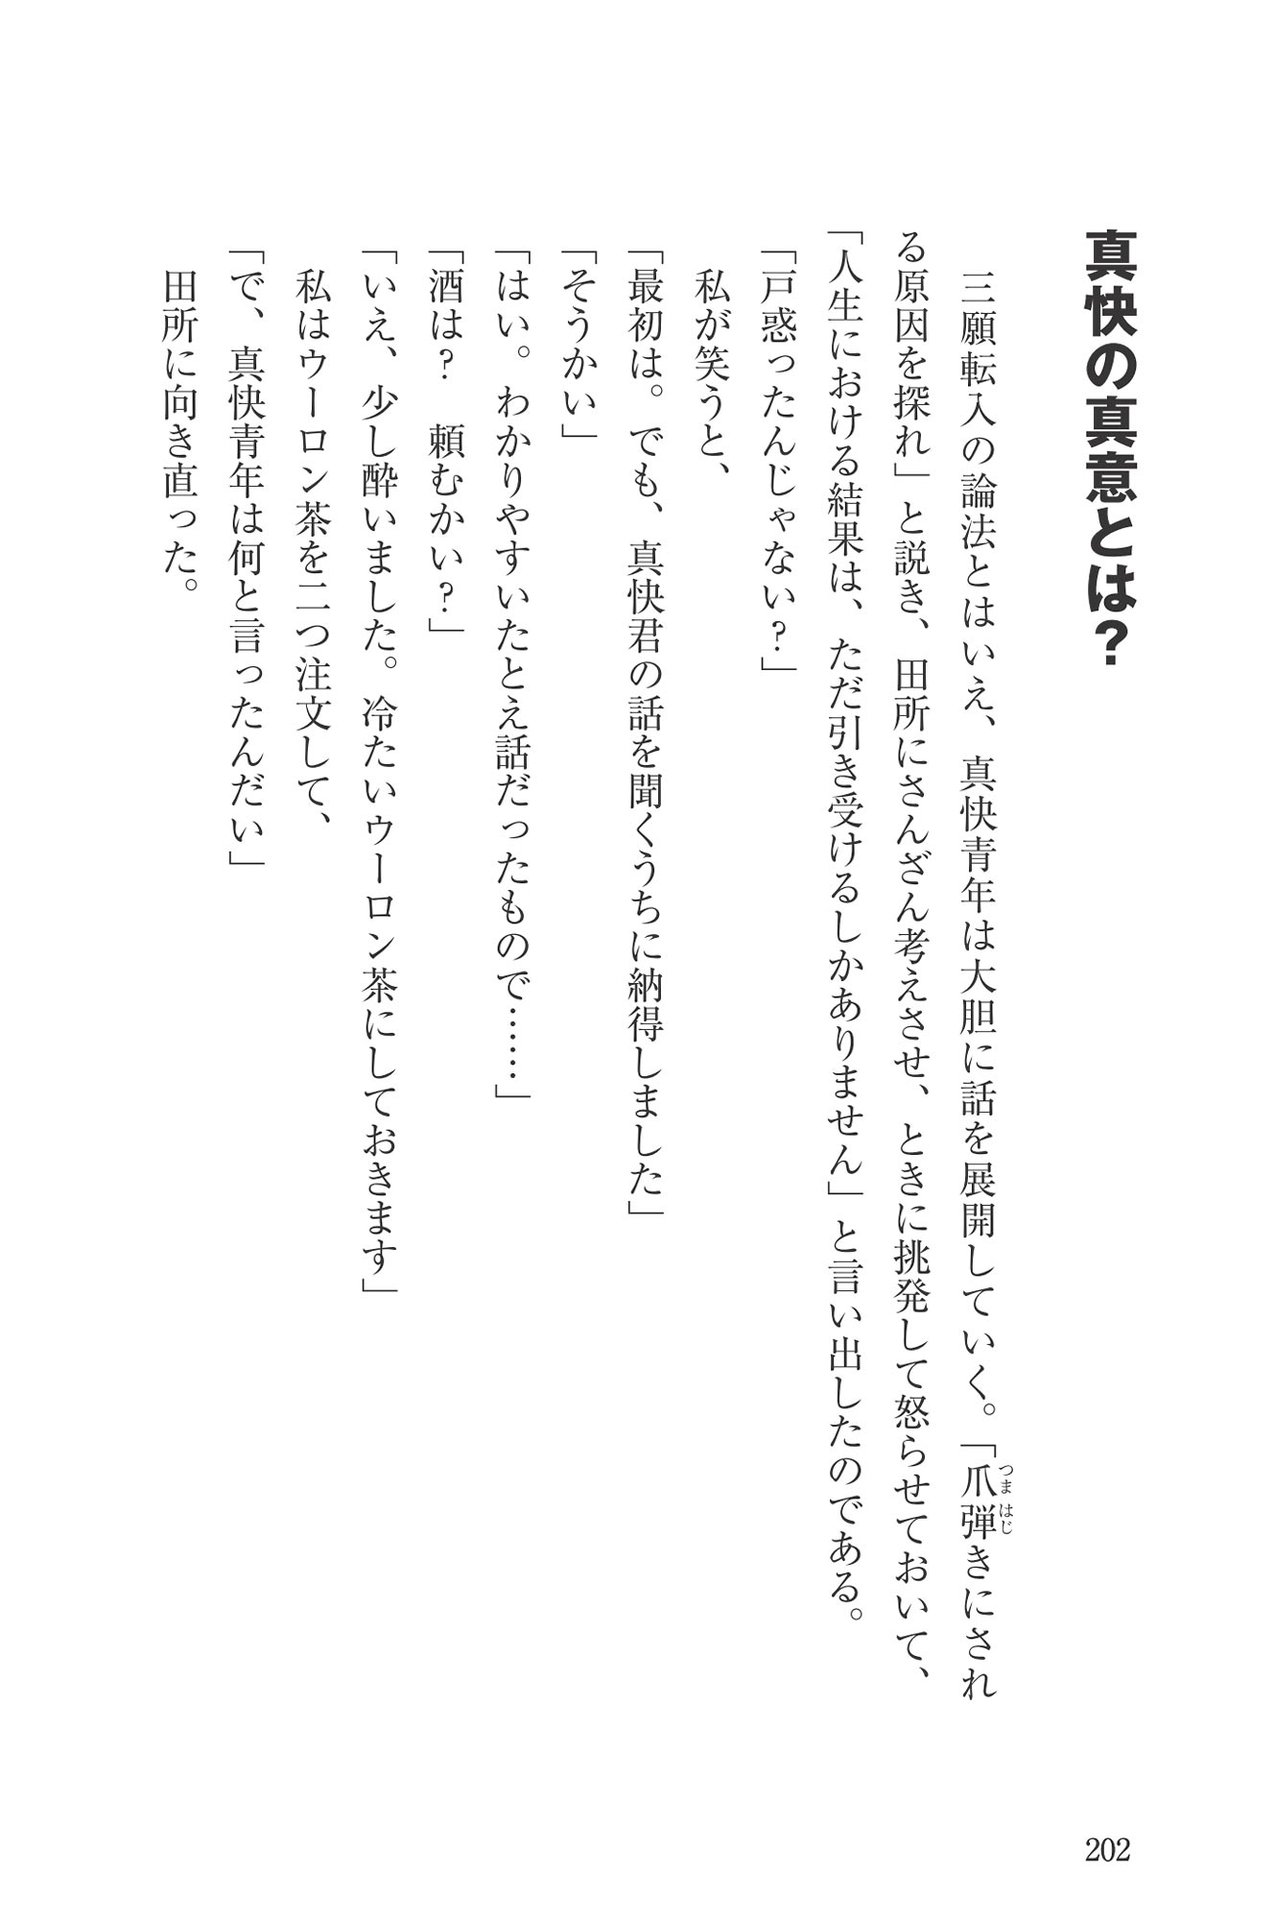 真快の真意とは？
三願転入の論法とはいえ、真快青年は大胆に話を展開していく。「爪弾きにされ
つま はじ
る原因を探れ」と説き、田所にさんざん考えさせ、ときに挑発して怒らせておいて、
「人生における結果は、ただ引き受けるしかありません」と言い出したのである。
「戸惑ったんじゃない？」
私が笑うと、
「最初は。でも、真快君の話を聞くうちに納得しました」
「そうかい」
「はい。わかりやすいたとえ話だったもので……」
「酒は？　頼むかい？」
「いえ、少し酔いました。冷たいウーロン茶にしておきます」
私はウーロン茶を二つ注文して、
「で、真快青年は何と言ったんだい」
田所に向き直った。
202